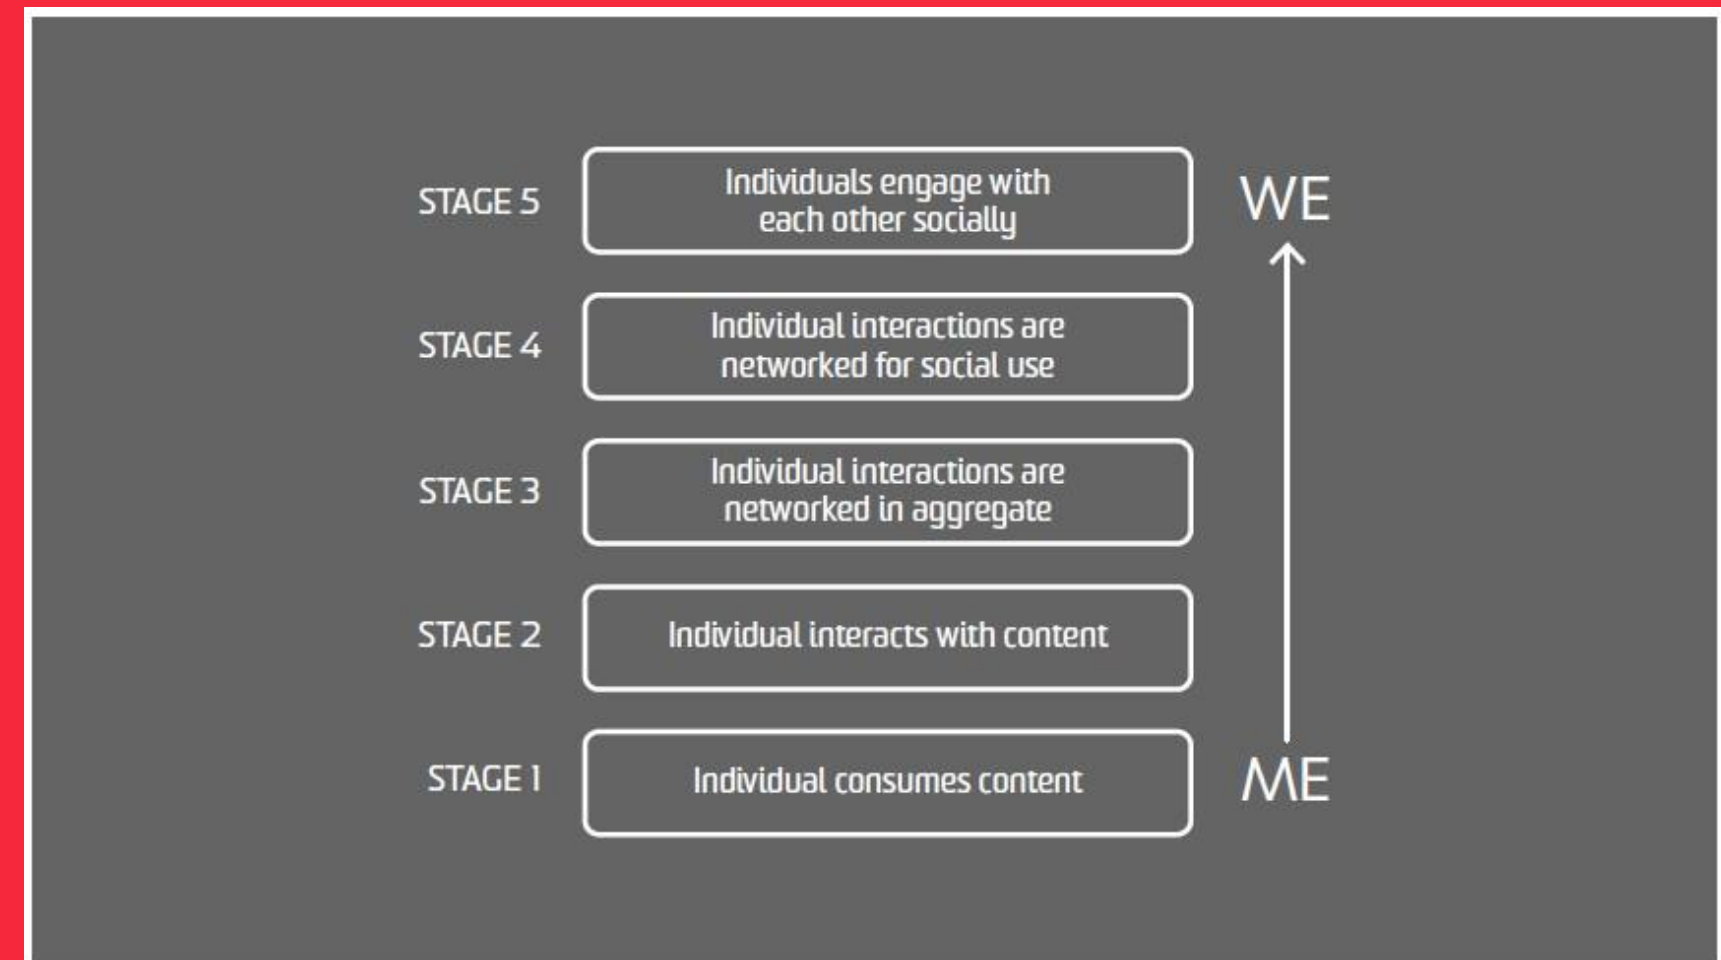 STAGE 5
Individuals engage with
each other socially
WE
STAGE 4
Individual interactions are
networked for social use
STAGE 3
Individual interactions are
networked in aggregate
STAGE 2
Individual interacts with content
STAGE 1
Individual consumes content
ME